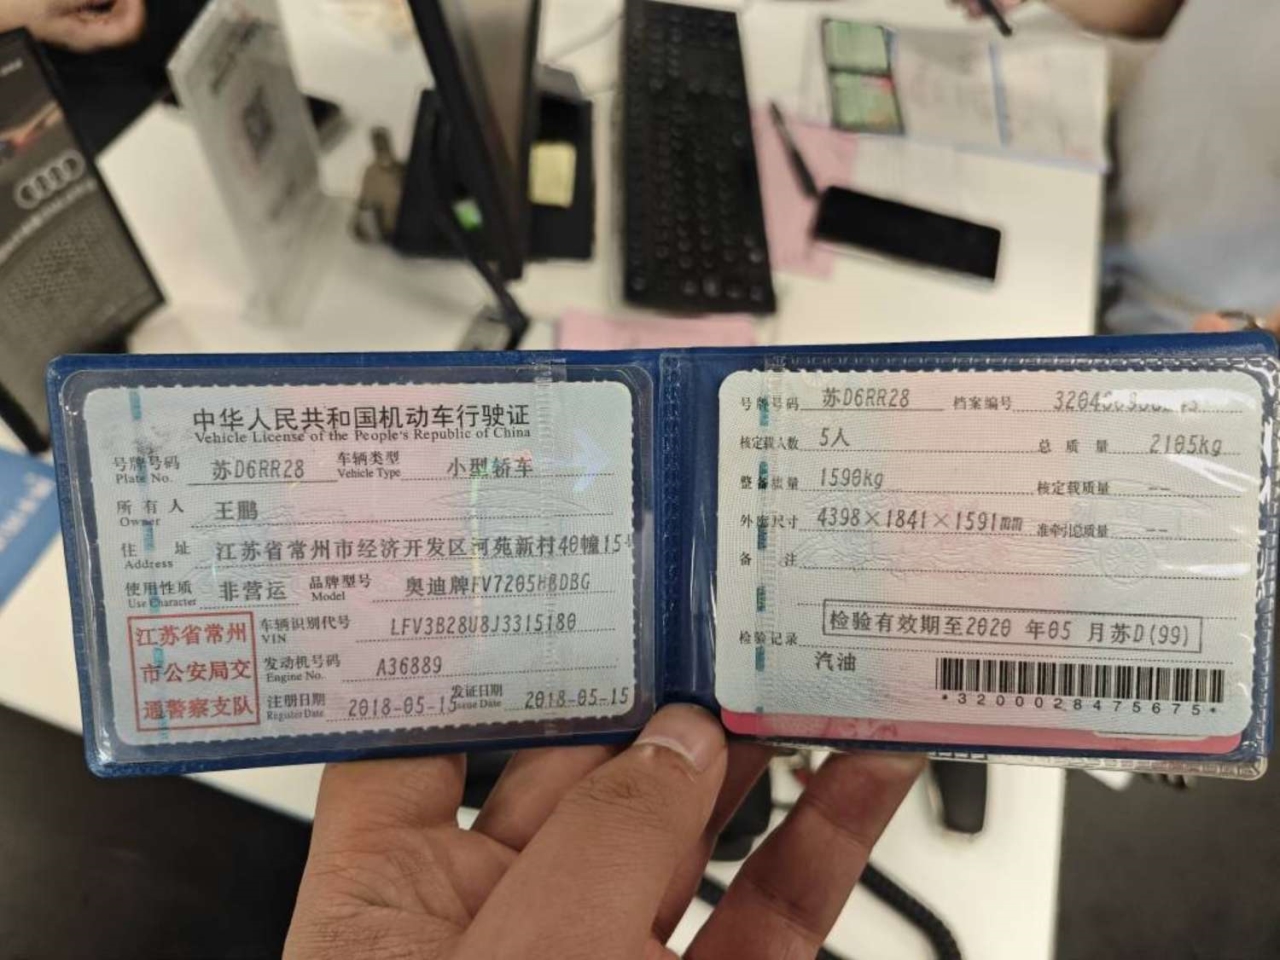 中华人民共和国机动车行驶证
Vehicle License of the People's Republic of China
号牌号码 苏D6RR28 车辆类型 小型轿车
Plate No. Vehicle Type
所有人 王鹏
Owner
住址 江苏省常州市经济开发区河苑新村40幢15
Address
使用性质 非营运 品牌型号 奥迪牌FV7205HBDBG
Use Character Model
江苏省常州
市公安局交
通警察支队
车辆识别代号 LFV3B28U8J3315180
VIN
发动机号码 A36889
Engine No.
注册日期 2018-05-15 发证日期 2018-05-15
Register Date Issue Date
号牌号码 苏D6RR28 档案编号
核定载人数 5人 总质量 2105kg
整备质量 1590kg 核定载质量 --
外廓尺寸 4398×1841×1591mm 准牵引总质量 --
备注
检验有效期至2020 年05 月苏D(99)
检验记录
汽油
*3200028475675*